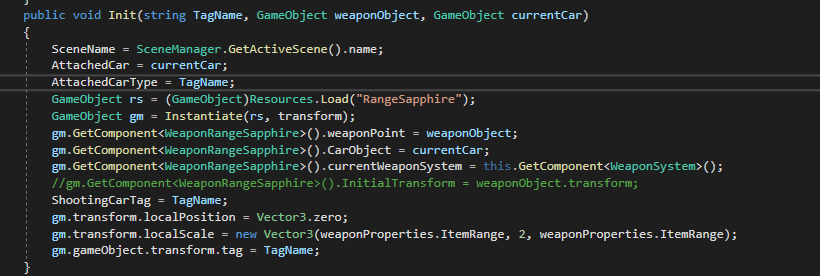 }
public void Init(string TagName, GameObject weaponObject, GameObject currentCar)
{
SceneName = SceneManager.GetActiveScene().name;
AttachedCar = currentCar;
AttachedCarType = TagName;
GameObject rs = (GameObject)Resources.Load("RangeSapphire");
GameObject gm = Instantiate(rs, transform);
gm.GetComponent<WeaponRangeSapphire>().weaponPoint = weaponObject;
gm.GetComponent<WeaponRangeSapphire>().CarObject = currentCar;
gm.GetComponent<WeaponRangeSapphire>().currentWeaponSystem = this.GetComponent<WeaponSystem>();
//gm.GetComponent<WeaponRangeSapphire>().InitialTransform = weaponObject.transform;
ShootingCarTag = TagName;
gm.transform.localPosition = Vector3.zero;
gm.transform.localScale = new Vector3(weaponProperties.ItemRange, 2, weaponProperties.ItemRange);
gm.gameObject.transform.tag = TagName;
}